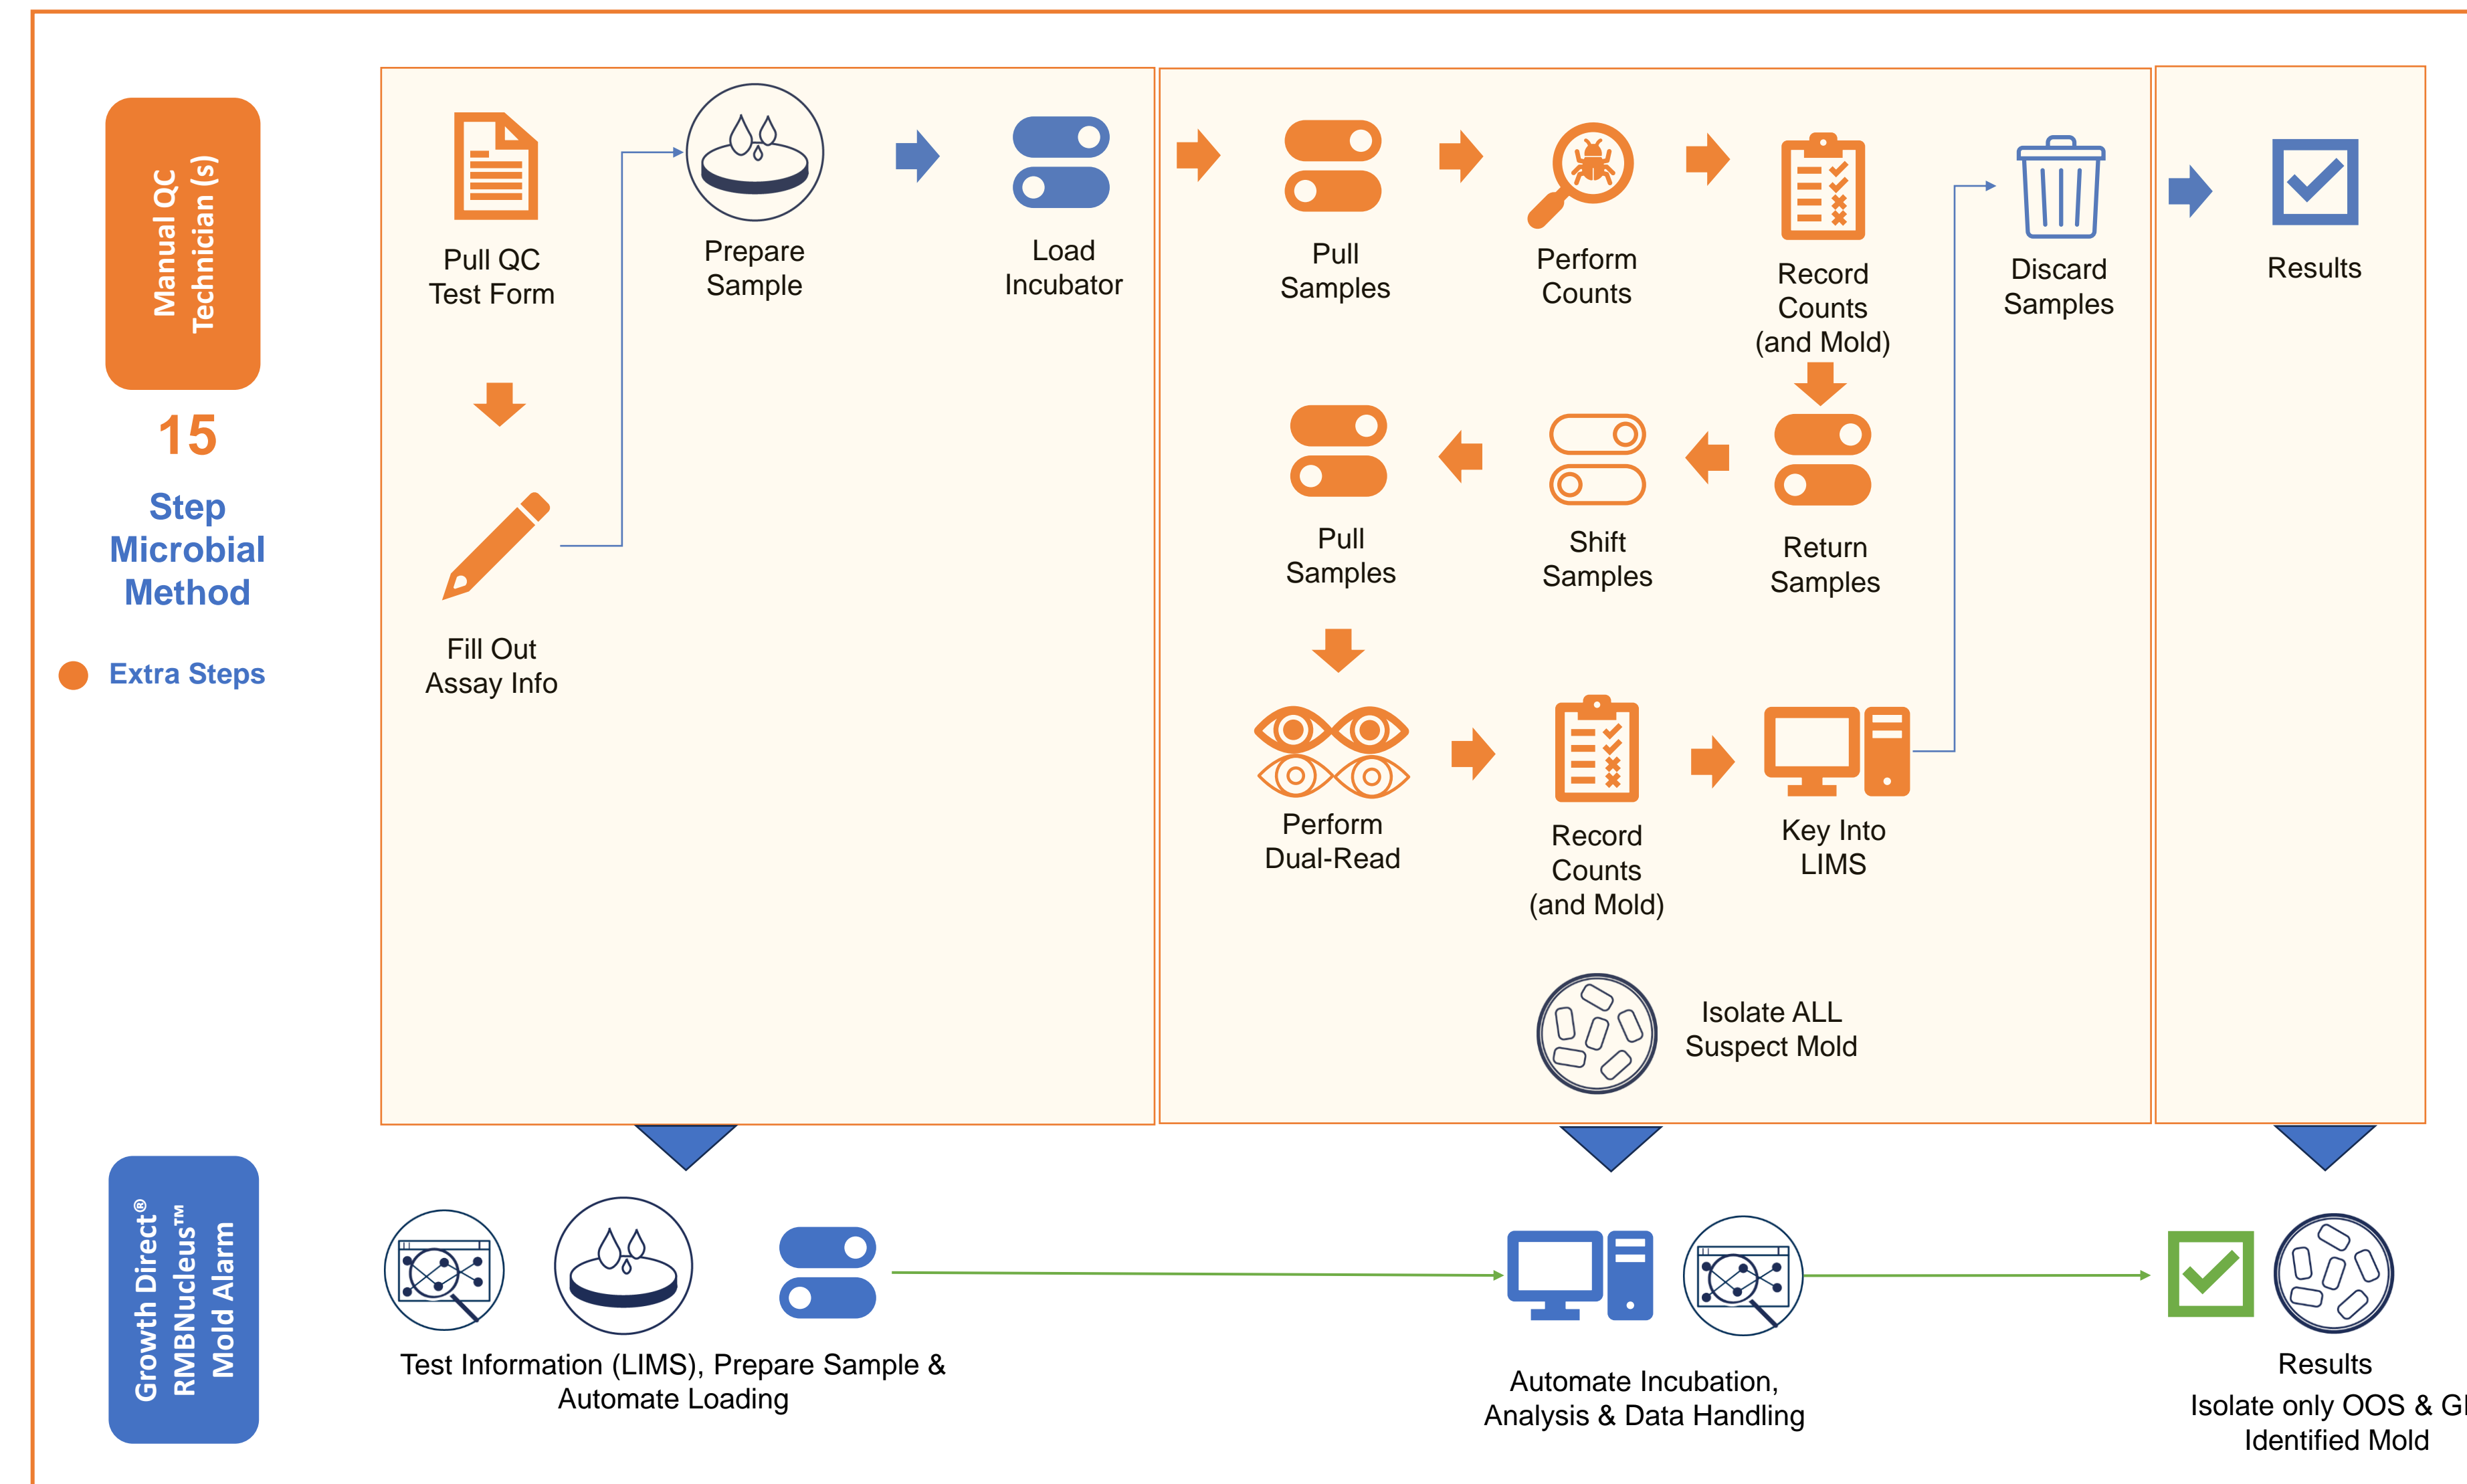 Manual QC
Technician (s)
15
Step
Microbial
Method
Extra Steps
Pull QC
Test Form
Fill Out
Assay Info
Prepare
Sample
Load
Incubator
Pull
Samples
Perform
Counts
Record
Counts
(and Mold)
Return
Samples
Shift
Samples
Pull
Samples
Perform
Dual-Read
Record
Counts
(and Mold)
Key Into
LIMS
Discard
Samples
Isolate ALL
Suspect Mold
Results
Growth Direct®
RMBNucleus™
Mold Alarm
Test Information (LIMS), Prepare Sample &
Automate Loading
Automate Incubation,
Analysis & Data Handling
Results
Isolate only OOS &
Identified Mold